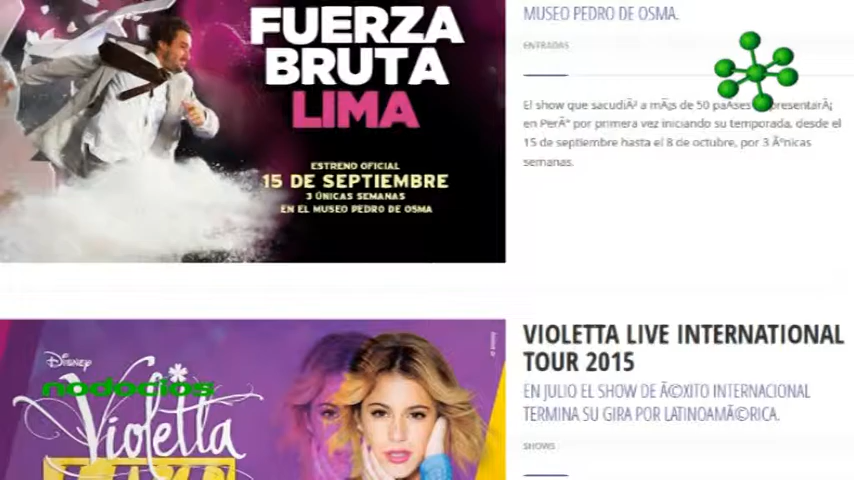 FUERZA
BRUTA
LIMA
ESTRENO OFICIAL
15 DE SEPTIEMBRE
3 ÚNICAS SEMANAS
EN EL MUSEO PEDRO DE OSMA
MUSEO PEDRO DE OSMA.
ENTRADAS
El show que sacudiÃ³ a mÃ¡s de 50 paÃ­ses presentarÃ¡
en PerÃº por primera vez iniciando su temporada, desde el
15 de septiembre hasta el 8 de octubre, por 3 Ãºnicas
semanas.
Disney
nodocios
Violetta
VIOLETTA LIVE INTERNATIONAL
TOUR 2015
EN JULIO EL SHOW DE Ã©XITO INTERNACIONAL
TERMINA SU GIRA POR LATINOAMÃ©RICA.
SHOWS